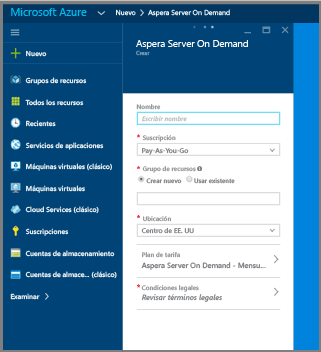 Microsoft Azure Nuevo > Aspera Server On Demand
Nuevo
Grupos de recursos
Todos los recursos
Recientes
Servicios de aplicaciones
Máquinas virtuales (clásico)
Máquinas virtuales
Cloud Services (clásico)
Suscripciones
Cuentas de almacenamiento
Cuentas de almace... (clásico)
Examinar >
Aspera Server On Demand
Crear
Nombre
Escribir nombre
* Suscripción
Pay-As-You-Go
* Grupo de recursos
Crear nuevo Usar existente
* Ubicación
Centro de EE. UU
Plan de tarifa
Aspera Server On Demand - Mensu...
* Condiciones legales
Revisar términos legales